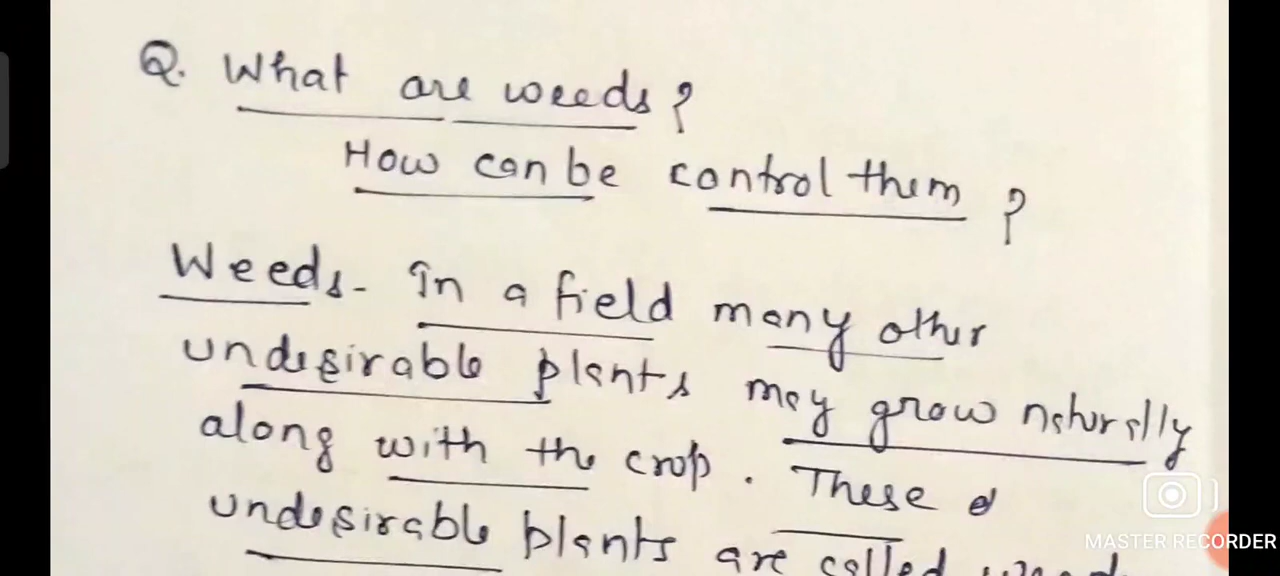 Q. What are weeds?
How can be control them ?
Weeds - In a field many other
undesirable plants may grow naturally
along with the crop. These
undesirable plants are called
MASTER RECORDER